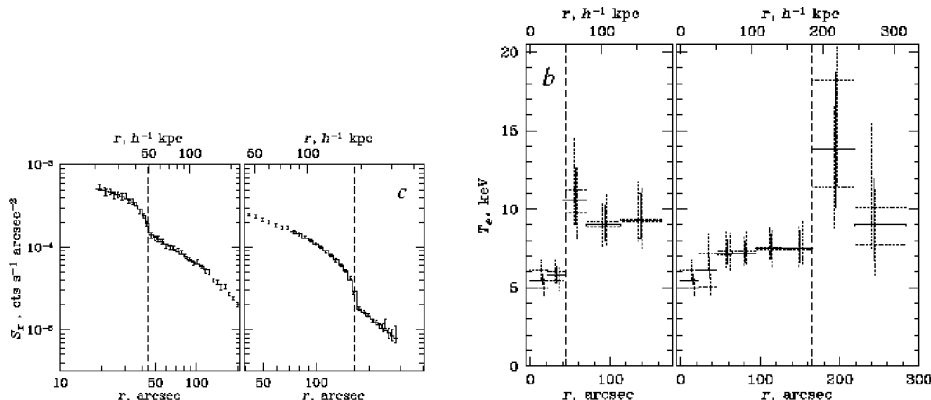 r, h⁻¹ kpc
50 100
r, h⁻¹ kpc
50 100
10⁻³
10⁻⁴
10⁻⁵
S_r, cts s⁻¹ arcsec⁻²
c
10 50 100
r, arcsec
50 100
r, arcsec
r, h⁻¹ kpc
0 100
r, h⁻¹ kpc
0 100 200 300
20
15
10
5
0
T_e, keV
b
0 100
r, arcsec
0 100 200 300
r, arcsec